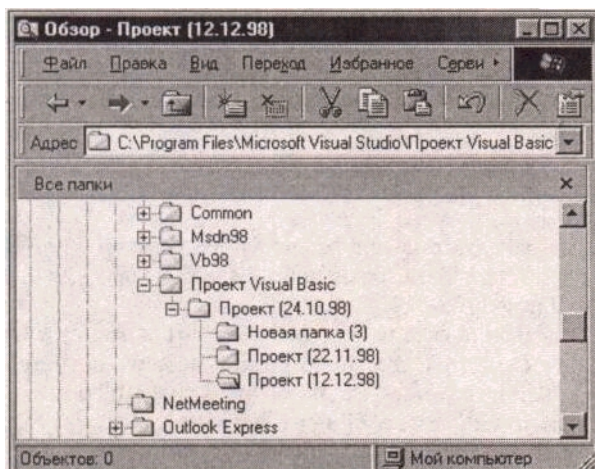 Обзор - Проект (12.12.98)
Файл Правка Вид Переход Избранное Серви
Адрес C:\Program Files\Microsoft Visual Studio\Проект Visual Basic
Все папки
Common
Msdn98
Vb98
Проект Visual Basic
Проект (24.10.98)
Новая папка (3)
Проект (22.11.98)
Проект (12.12.98)
NetMeeting
Outlook Express
Объектов: 0 Мой компьютер